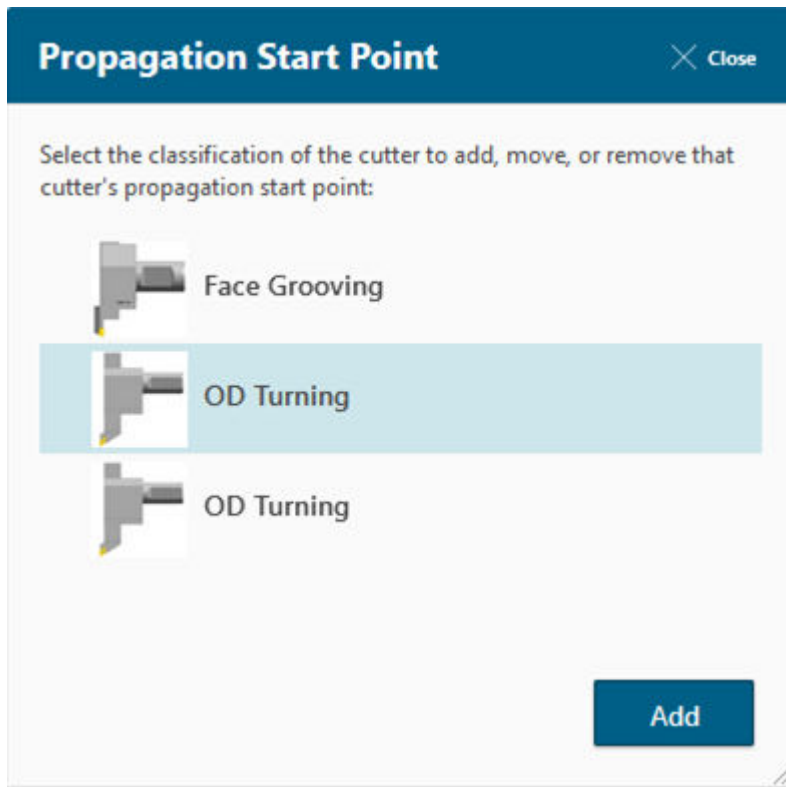 Propagation Start Point
Close
Select the classification of the cutter to add, move, or remove that
cutter's propagation start point:
Face Grooving
OD Turning
OD Turning
Add